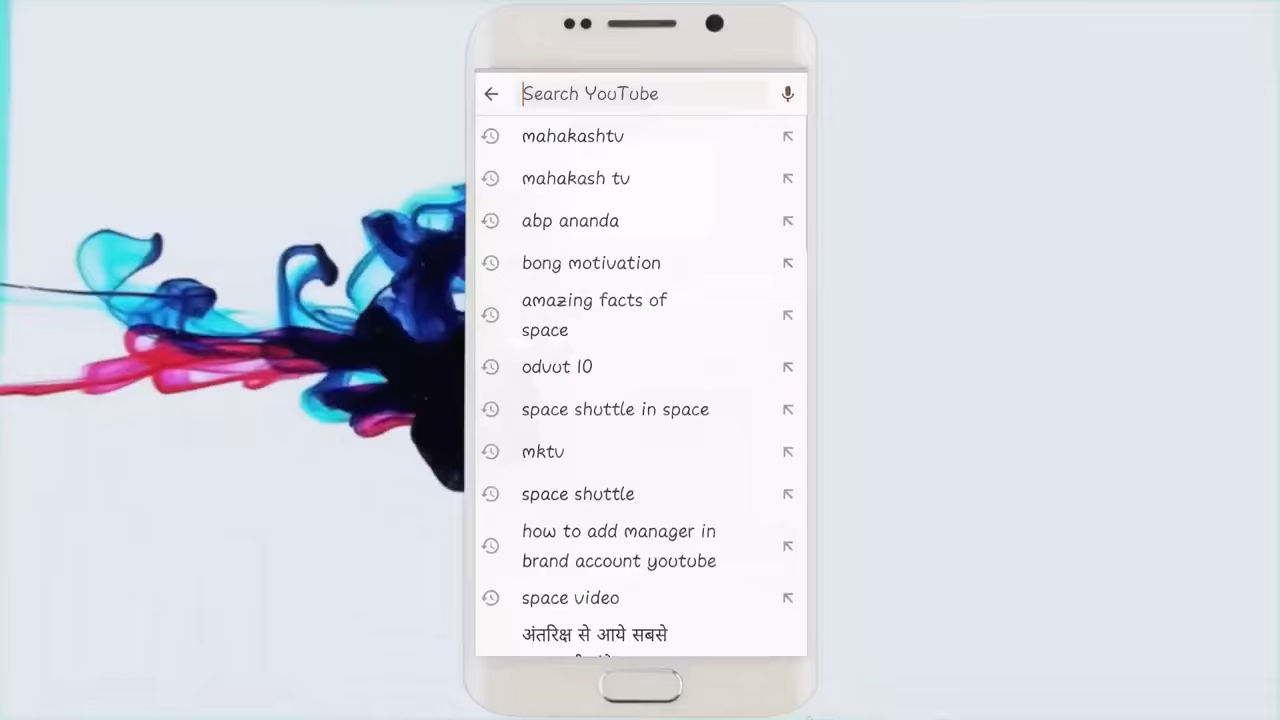 Search YouTube
mahakashtv
mahakash tv
abp ananda
bong motivation
amazing facts of
space
odvut 10
space shuttle in space
mktv
space shuttle
how to add manager in
brand account youtube
space video
अंतरिक्ष से आये सबसे